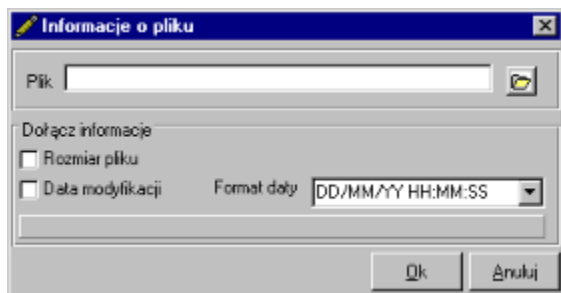 Informacje o pliku
Plik
Dołącz informacje
Rozmiar pliku
Data modyfikacji Format daty DD/MM/YY HH:MM:SS
Ok Anuluj